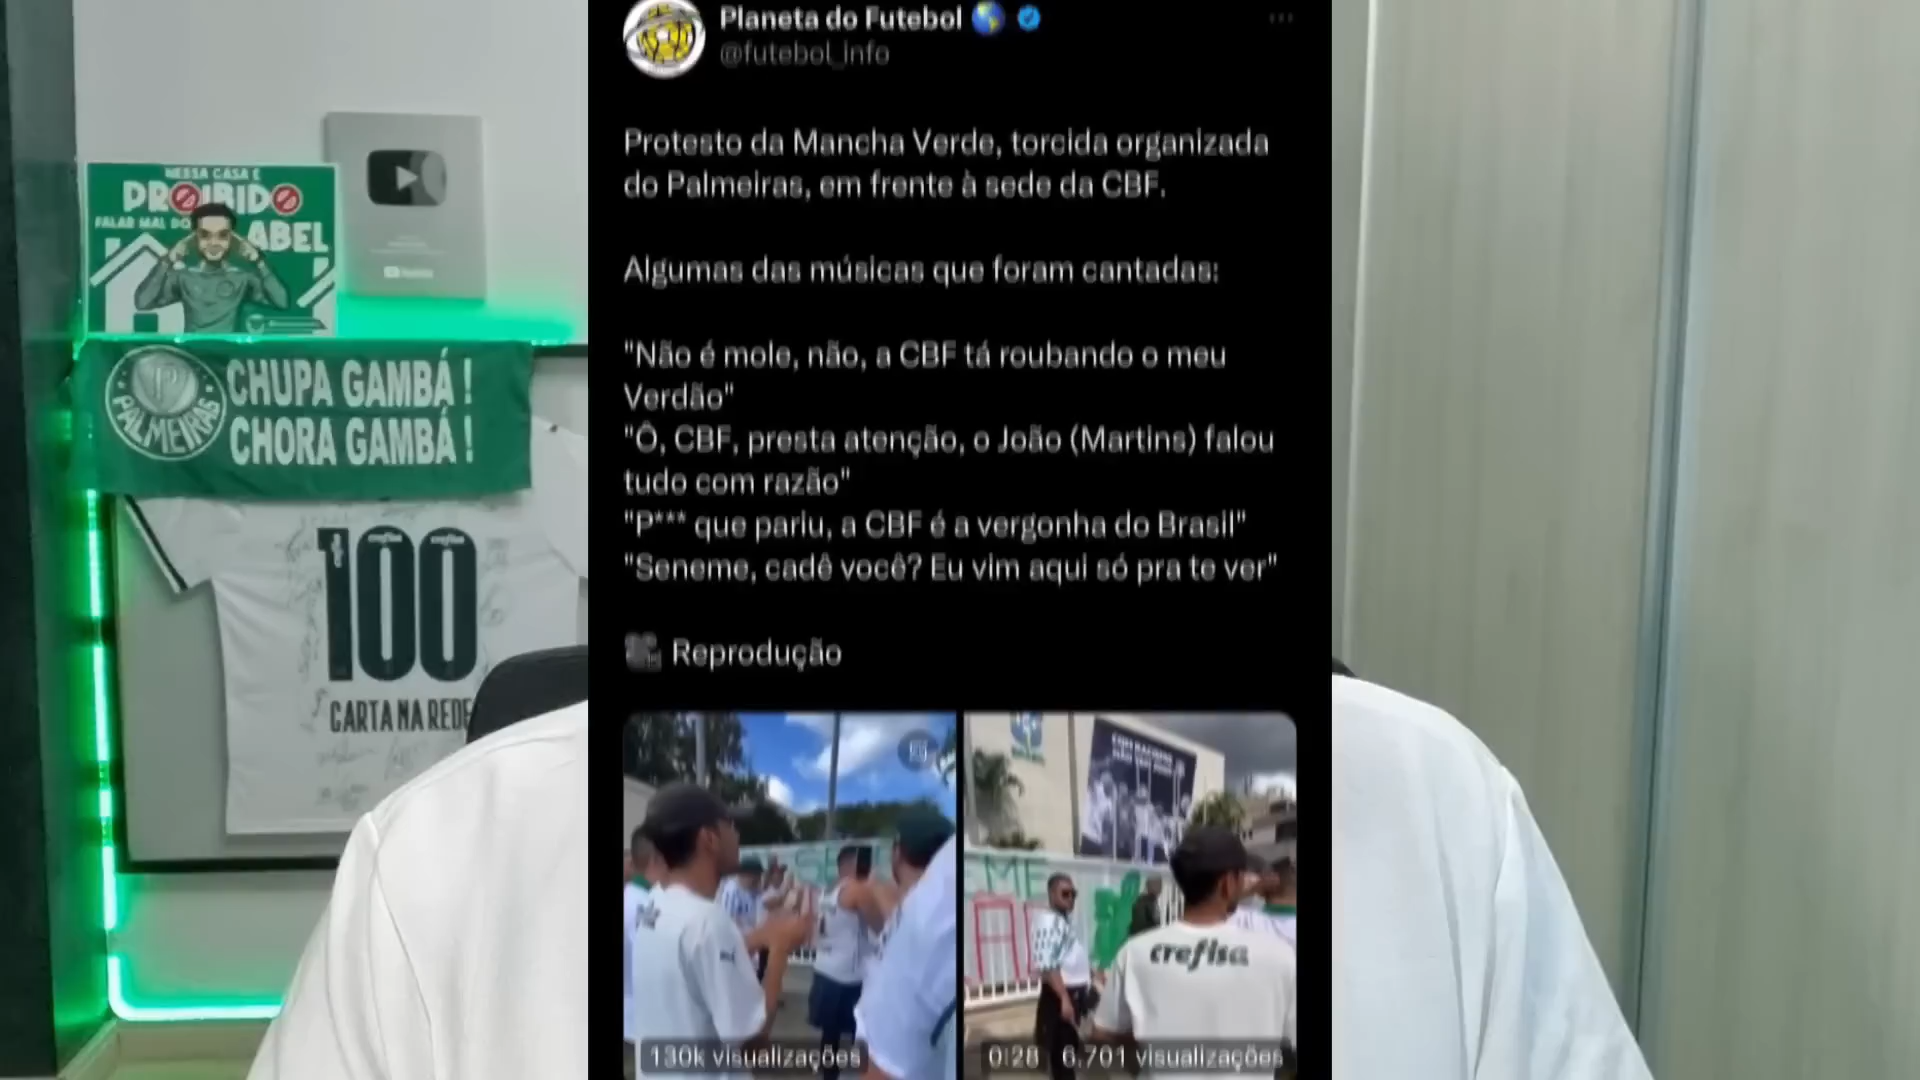 Planeta do Futebol
@futebol_info
Protesto da Mancha Verde, torcida organizada
do Palmeiras, em frente à sede da CBF.
Algumas das músicas que foram cantadas:
"Não é mole, não, a CBF tá roubando o meu
Verdão"
"Ô, CBF, presta atenção, o João (Martins) falou
tudo com razão"
"P*** que pariu, a CBF é a vergonha do Brasil"
"Seneme, cadê você? Eu vim aqui só pra te ver"
Reprodução
130k visualizações
0:28 6.701 visualizações
crefisa
NESSA CASA É
PROIBIDO
FALAR MAL DO
ABEL
YouTube
CHUPA GAMBÁ !
CHORA GAMBÁ !
PALMEIRAS
crefisa crefisa
100
CARTA NA REDE